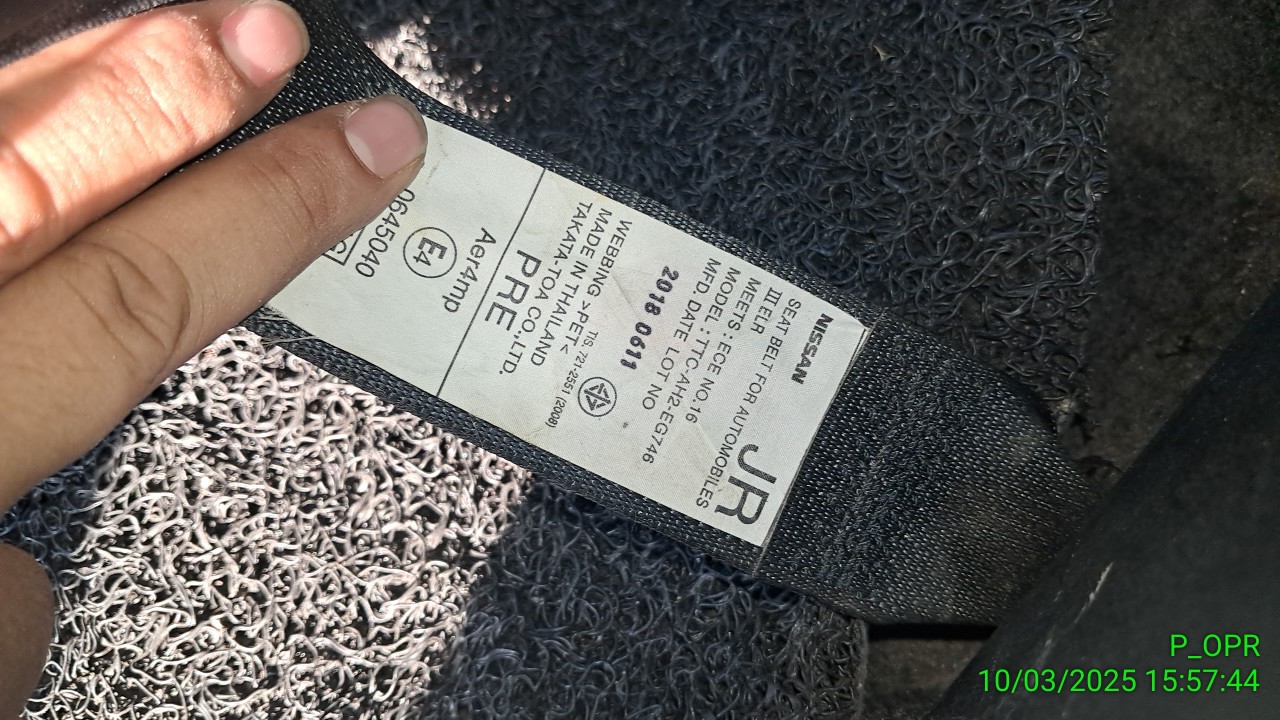 NISSAN
JR
SEAT BELT FOR AUTOMOBILES
III ELR
MEETS : ECE NO.16
MODEL : TTC-AH2-EG746
MFD. DATE LOT NO
2018 0611
WEBBING >PET<
TIS. 721-2551 (2008)
MADE IN THAILAND
TAKATA-TOA CO.,LTD.
PRE
Aer4mp
E4
0645040
P_OPR
10/03/2025 15:57:44